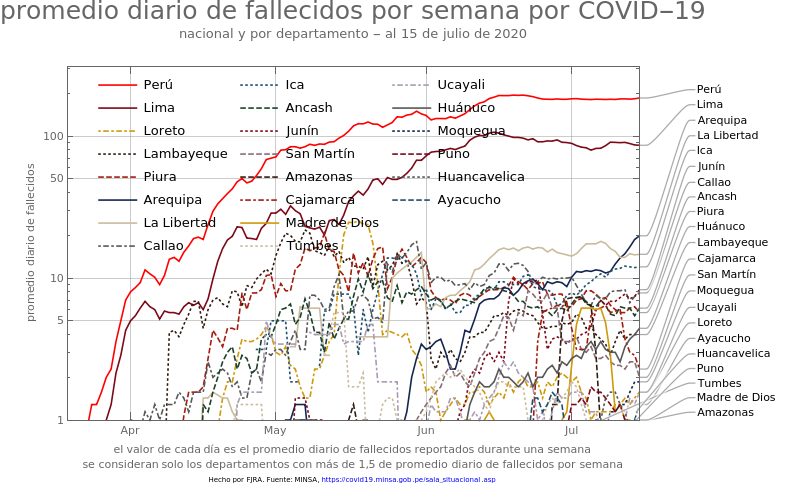 promedio diario de fallecidos por semana por COVID−19
nacional y por departamento − al 15 de julio de 2020
promedio diario de fallecidos
100
50
10
5
1
Apr
May
Jun
Jul
Perú
Lima
Loreto
Lambayeque
Piura
Arequipa
La Libertad
Callao
Ica
Ancash
Junín
San Martín
Amazonas
Cajamarca
Madre de Dios
Tumbes
Ucayali
Huánuco
Moquegua
Puno
Huancavelica
Ayacucho
Perú
Lima
Arequipa
La Libertad
Ica
Junín
Callao
Ancash
Piura
Huánuco
Lambayeque
Cajamarca
San Martín
Moquegua
Ucayali
Loreto
Ayacucho
Huancavelica
Puno
Tumbes
Madre de Dios
Amazonas
el valor de cada día es el promedio diario de fallecidos reportados durante una semana
se consideran solo los departamentos con más de 1,5 de promedio diario de fallecidos por semana
Hecho por FJRA. Fuente: MINSA, https://covid19.minsa.gob.pe/sala_situacional.asp